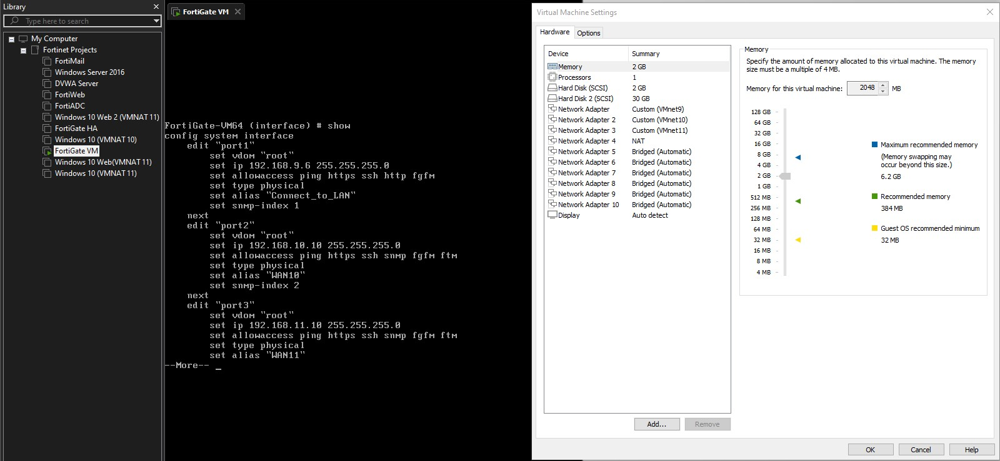 Library
Type here to search
My Computer
Fortinet Projects
FortiMail
Windows Server 2016
DVWA Server
FortiWeb
FortiADC
Windows 10 Web 2 (VMNAT 11)
FortiGate HA
Windows 10 (VMNAT 10)
FortiGate VM
Windows 10 Web(VMNAT 11)
Windows 10 (VMNAT 11)
FortiGate VM
FortiGate-VM64 (interface) # show
config system interface
edit "port1"
set vdom "root"
set ip 192.168.9.6 255.255.255.0
set allowaccess ping https ssh http fgfm
set type physical
set alias "Connect_to_LAN"
set snmp-index 1
next
edit "port2"
set vdom "root"
set ip 192.168.10.10 255.255.255.0
set allowaccess ping https ssh snmp fgfm ftm
set type physical
set alias "WAN10"
set snmp-index 2
next
edit "port3"
set vdom "root"
set ip 192.168.11.10 255.255.255.0
set allowaccess ping https ssh snmp fgfm ftm
set type physical
set alias "WAN11"
--More-- _
Virtual Machine Settings
Hardware Options
Device Summary
Memory 2 GB
Processors 1
Hard Disk (SCSI) 2 GB
Hard Disk 2 (SCSI) 30 GB
Network Adapter Custom (VMnet9)
Network Adapter 2 Custom (VMnet10)
Network Adapter 3 Custom (VMnet11)
Network Adapter 4 NAT
Network Adapter 5 Bridged (Automatic)
Network Adapter 6 Bridged (Automatic)
Network Adapter 7 Bridged (Automatic)
Network Adapter 8 Bridged (Automatic)
Network Adapter 9 Bridged (Automatic)
Network Adapter 10 Bridged (Automatic)
Display Auto detect
Add...
Remove
Memory
Specify the amount of memory allocated to this virtual machine. The memory
size must be a multiple of 4 MB.
Memory for this virtual machine: 2048 MB
128 GB
64 GB
32 GB
16 GB
8 GB
4 GB
2 GB
1 GB
512 MB
256 MB
128 MB
64 MB
32 MB
16 MB
8 MB
4 MB
Maximum recommended memory
(Memory swapping may
occur beyond this size.)
6.2 GB
Recommended memory
384 MB
Guest OS recommended minimum
32 MB
OK
Cancel
Help